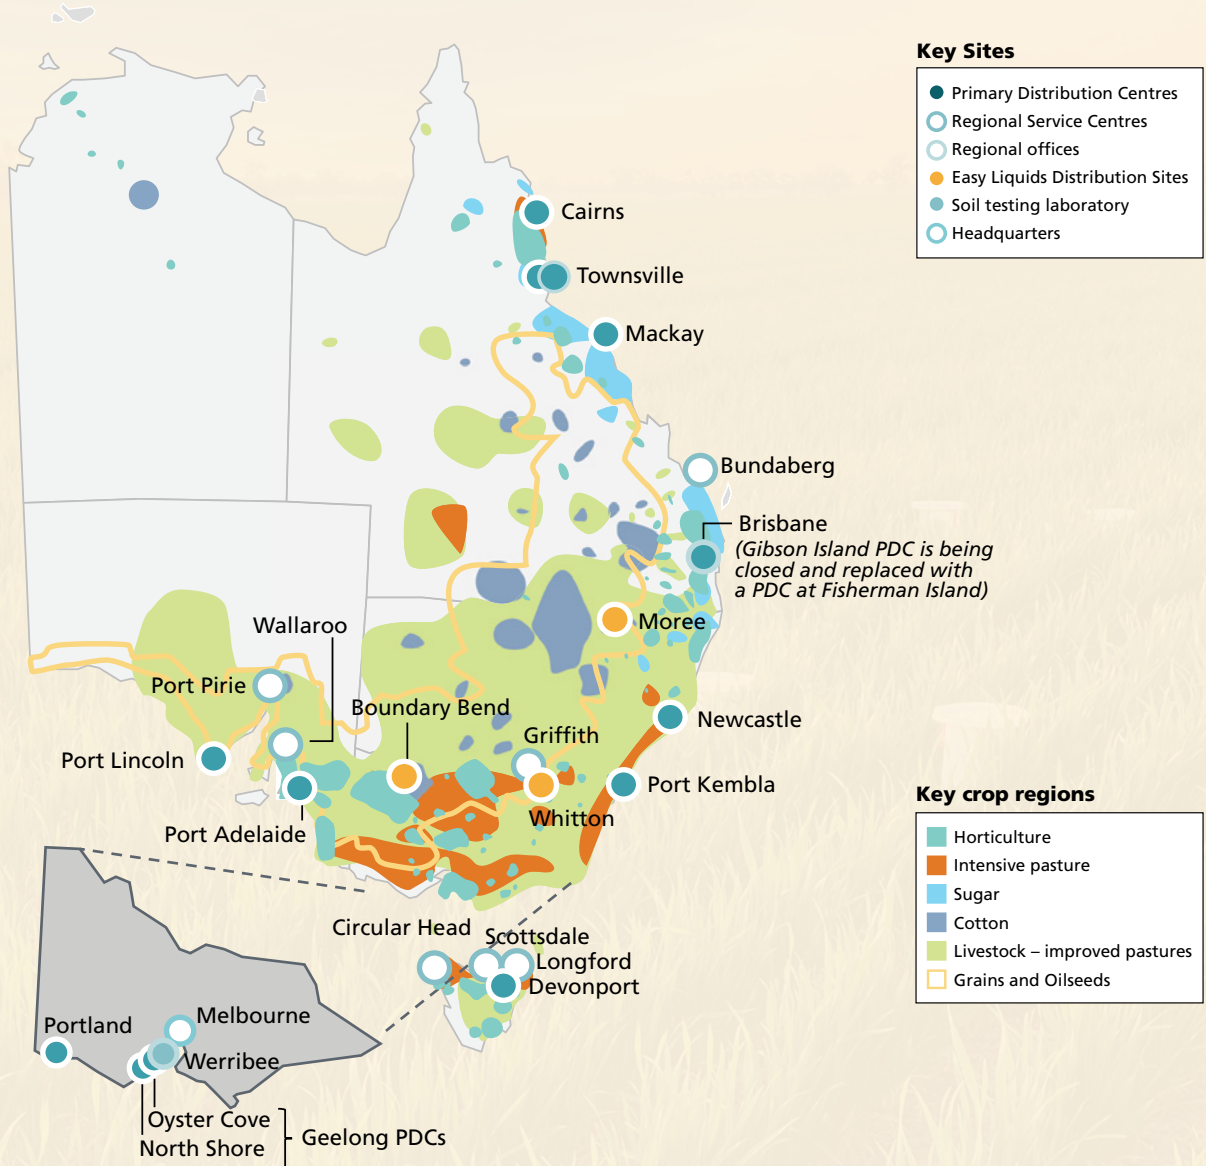 Key Sites
Primary Distribution Centres
Regional Service Centres
Regional offices
Easy Liquids Distribution Sites
Soil testing laboratory
Headquarters
Cairns
Townsville
Mackay
Bundaberg
Brisbane
(Gibson Island PDC is being
closed and replaced with
a PDC at Fisherman Island)
Moree
Wallaroo
Port Pirie
Boundary Bend
Newcastle
Griffith
Port Lincoln
Port Kembla
Whitton
Port Adelaide
Key crop regions
Horticulture
Intensive pasture
Sugar
Cotton
Livestock – improved pastures
Grains and Oilseeds
Circular Head
Scottsdale
Longford
Devonport
Melbourne
Portland
Werribee
Oyster Cove
North Shore
Geelong PDCs